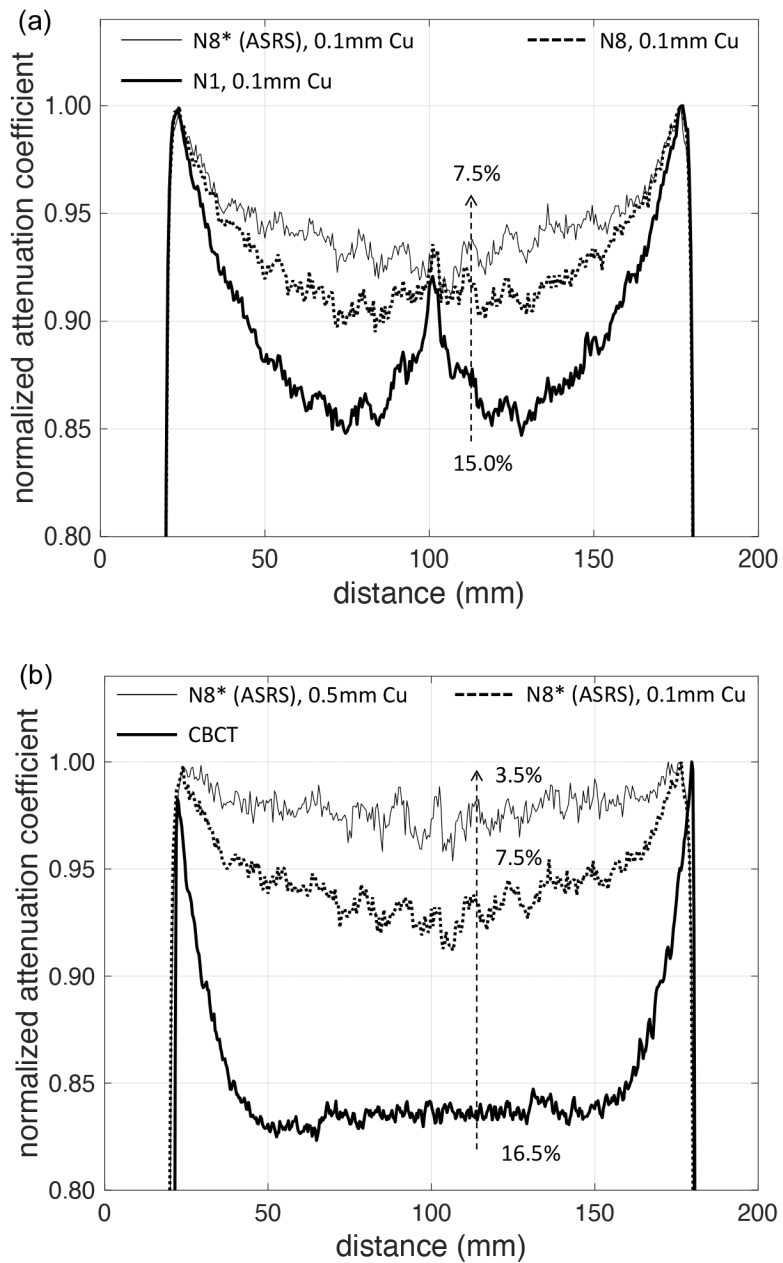 (a)
N8* (ASRS), 0.1mm Cu N8, 0.1mm Cu
N1, 0.1mm Cu
normalized attenuation coefficient
1.00
0.95
0.90
0.85
0.80
7.5%
15.0%
0 50 100 150 200
distance (mm)
(b)
N8* (ASRS), 0.5mm Cu N8* (ASRS), 0.1mm Cu
CBCT
normalized attenuation coefficient
1.00
0.95
0.90
0.85
0.80
3.5%
7.5%
16.5%
0 50 100 150 200
distance (mm)